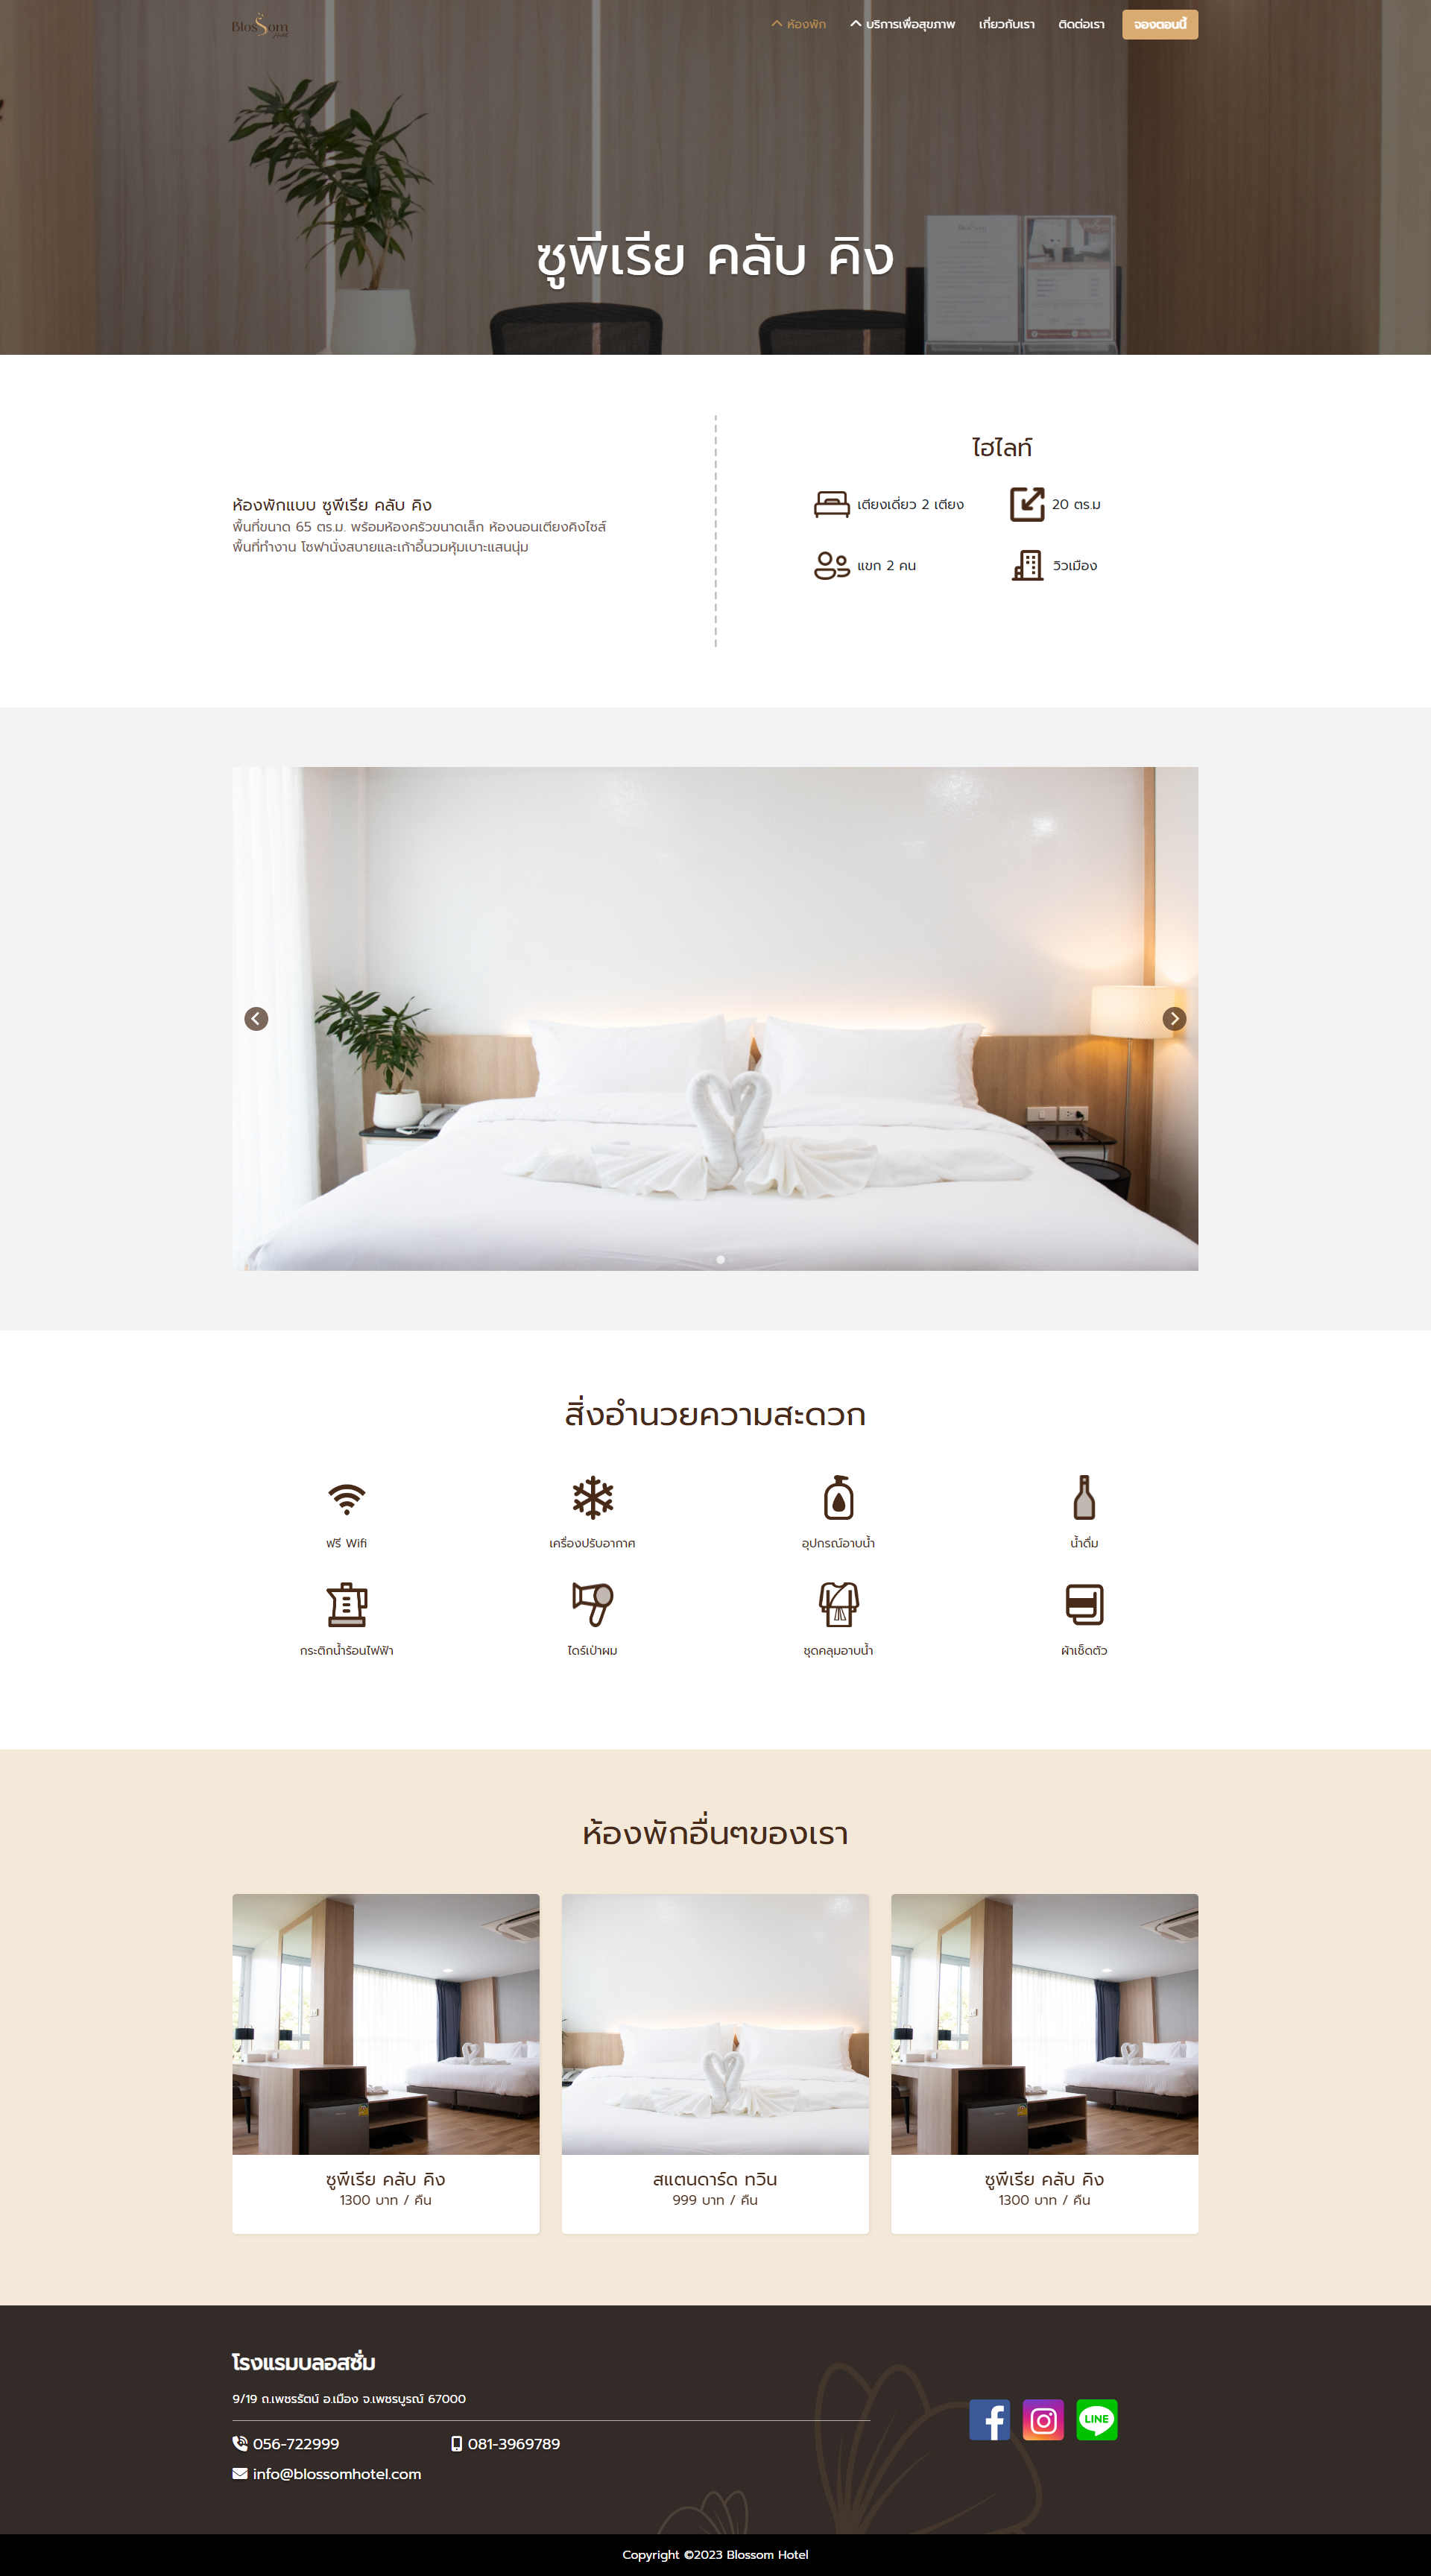 Blossom
ห้องพัก
บริการเพื่อสุขภาพ
เกี่ยวกับเรา
ติดต่อเรา
จองตอนนี้
ซูพีเรีย คลับ คิง
ห้องพักแบบ ซูพีเรีย คลับ คิง
พื้นที่ขนาด 65 ตร.ม. พร้อมห้องครัวขนาดเล็ก ห้องนอนเตียงคิงไซส์
พื้นที่ทำงาน โซฟานั่งสบายและเก้าอี้นวมหุ้มเบาะแสนนุ่ม
ไฮไลท์
เตียงเดี่ยว 2 เตียง
20 ตร.ม
แขก 2 คน
วิวเมือง
สิ่งอำนวยความสะดวก
ฟรี Wifi
เครื่องปรับอากาศ
อุปกรณ์อาบน้ำ
น้ำดื่ม
กระติกน้ำร้อนไฟฟ้า
ไดร์เป่าผม
ชุดคลุมอาบน้ำ
ผ้าเช็ดตัว
ห้องพักอื่นๆของเรา
ซูพีเรีย คลับ คิง
1300 บาท / คืน
สแตนดาร์ด ทวิน
999 บาท / คืน
ซูพีเรีย คลับ คิง
1300 บาท / คืน
โรงแรมบลอสซั่ม
9/19 ถ.เพชรรัตน์ อ.เมือง จ.เพชรบูรณ์ 67000
056-722999
081-3969789
info@blossomhotel.com
LINE
Copyright ©2023 Blossom Hotel